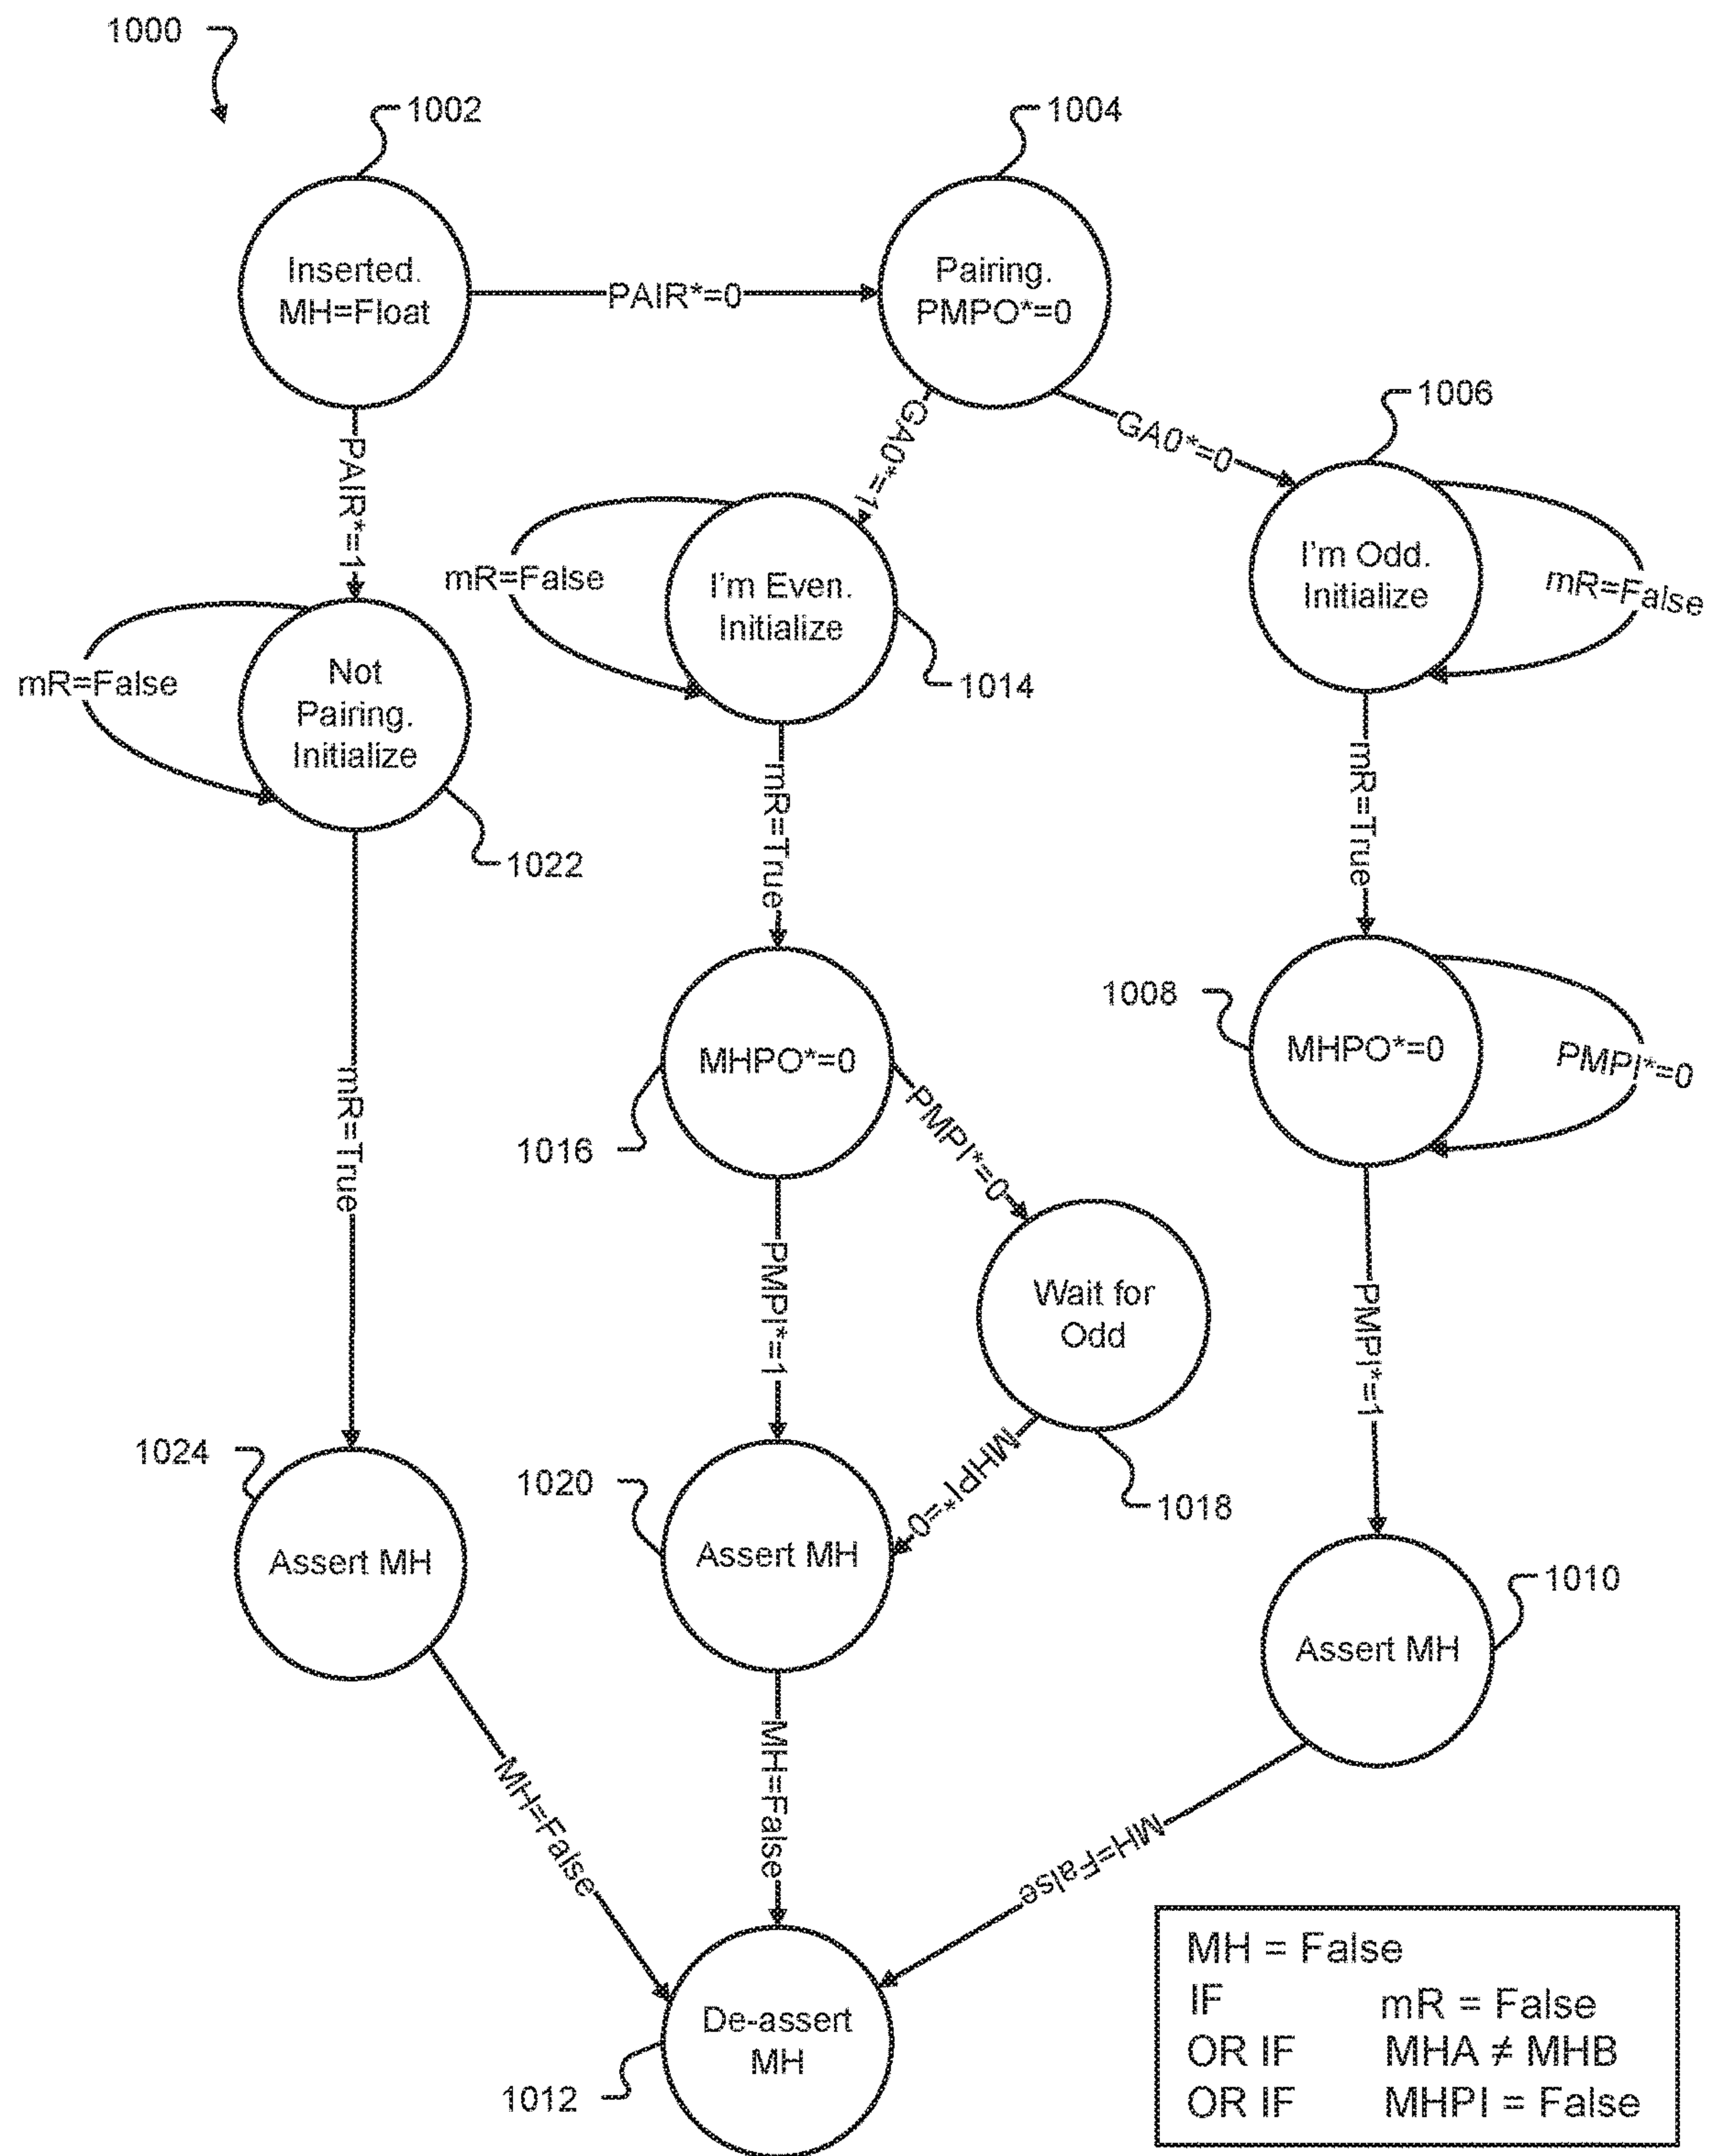 1000
1002
1004
Inserted.
MH=Float
PAIR*=0
Pairing.
PMPO*=0
1006
GA0*=1
GA0*=0
PAIR*=1
I'm Odd.
Initialize
mR=False
mR=False
I'm Even.
Initialize
1014
mR=False
Not
Pairing.
Initialize
1022
mR=True
mR=True
1008
MHPO*=0
PMPI*=0
MHPO*=0
1016
PMPI*=0
mR=True
Wait for
Odd
PMPI*=1
PMPI*=1
1024
1020
MHPI*=0
1018
Assert MH
Assert MH
1010
Assert MH
MH=False
MH=False
MH=False
De-assert
MH
1012
MH = False
IF mR = False
OR IF MHA ≠ MHB
OR IF MHPI = False